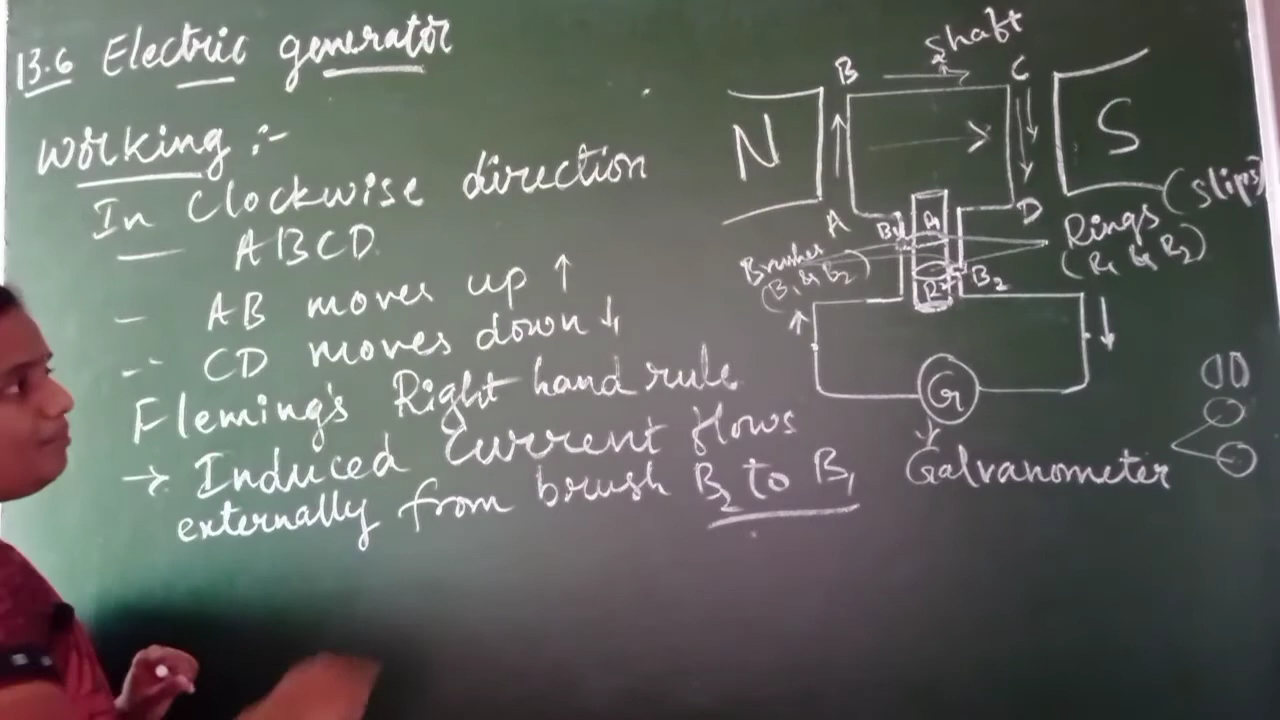 13.6 Electric generator
Working :-
In Clockwise direction
— ABCD
— AB moves up ↑
— CD moves down ↓
Fleming's Right hand rule
→ Induced Current flows
externally from brush B₂ to B₁
Shaft
B
C
N
S
A
D
(Slips)
Rings
(R₁ & R₂)
Brushes
(B₁ & B₂)
B₁
R₁
R₂
B₂
G
Galvanometer